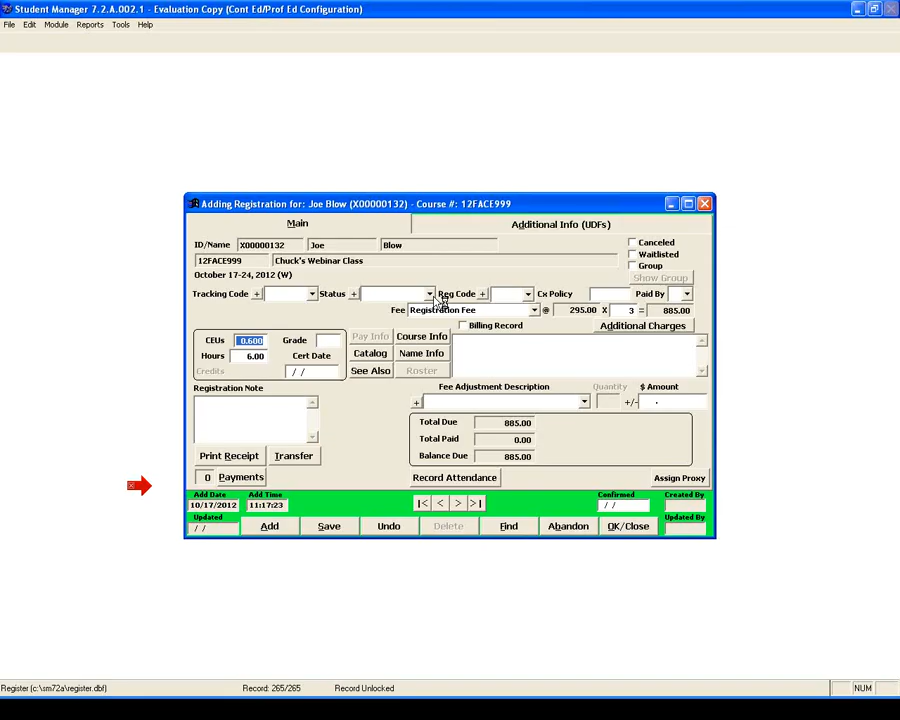 Student Manager 7.2.A.002.1 - Evaluation Copy (Cont Ed/Prof Ed Configuration)
File Edit Module Reports Tools Help
Adding Registration for: Joe Blow (X00000132) - Course #: 12FACE999
Main Additional Info (UDFs)
ID/Name X00000132 Joe Blow Canceled
Waitlisted
12FACE999 Chuck's Webinar Class Group
October 17-24, 2012 (W) Show Group
Tracking Code + Status + Reg Code + Cx Policy Paid By
Fee Registration Fee @ 295.00 X 3 = 885.00
Billing Record Additional Charges
CEUs 0.600 Grade Pay Info Course Info
Hours 6.00 Cert Date Catalog Name Info
Credits / / See Also Roster
Registration Note Fee Adjustment Description Quantity $ Amount
+ +/- .
Total Due 885.00
Total Paid 0.00
Balance Due 885.00
Print Receipt Transfer
0 Payments Record Attendance Assign Proxy
Add Date Add Time Confirmed Created By
10/17/2012 11:17:23 |< < > >| / /
Updated Updated By
/ / Add Save Undo Delete Find Abandon OK/Close
Register (c:\sm72a\register.dbf) Record: 265/265 Record Unlocked NUM